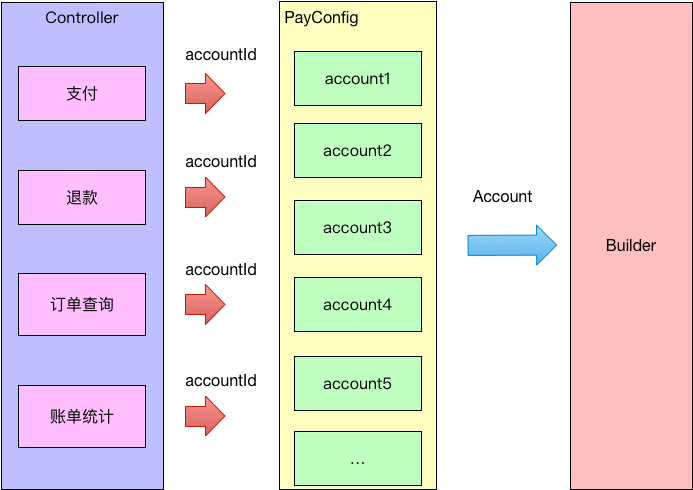 Controller
支付
退款
订单查询
账单统计
accountId
accountId
accountId
accountId
PayConfig
account1
account2
account3
account4
account5
...
Account
Builder